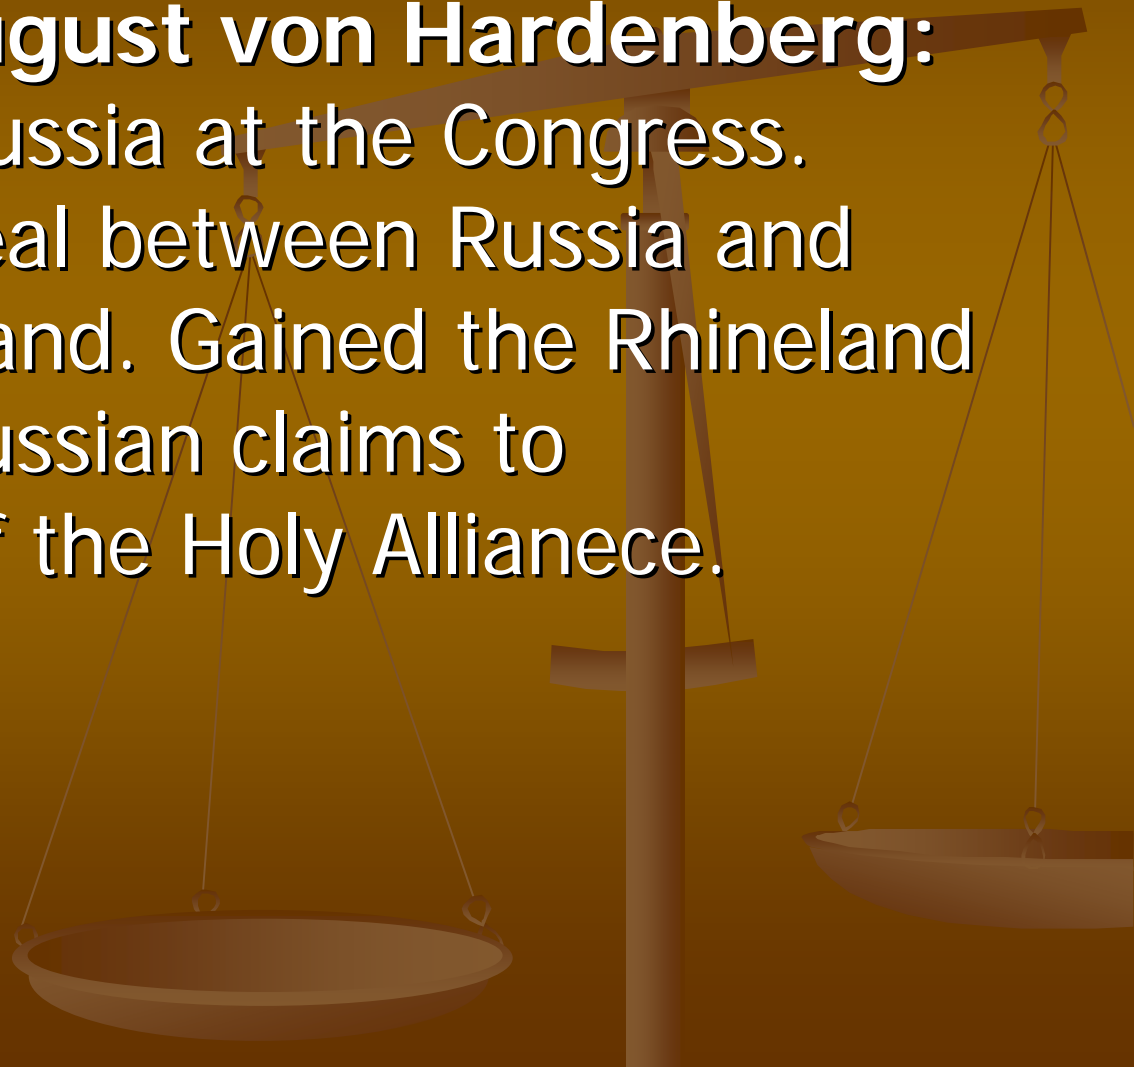 ugust von Hardenberg:
ussia at the Congress.
eal between Russia and
and. Gained the Rhineland
ussian claims to
the Holy Allianece.